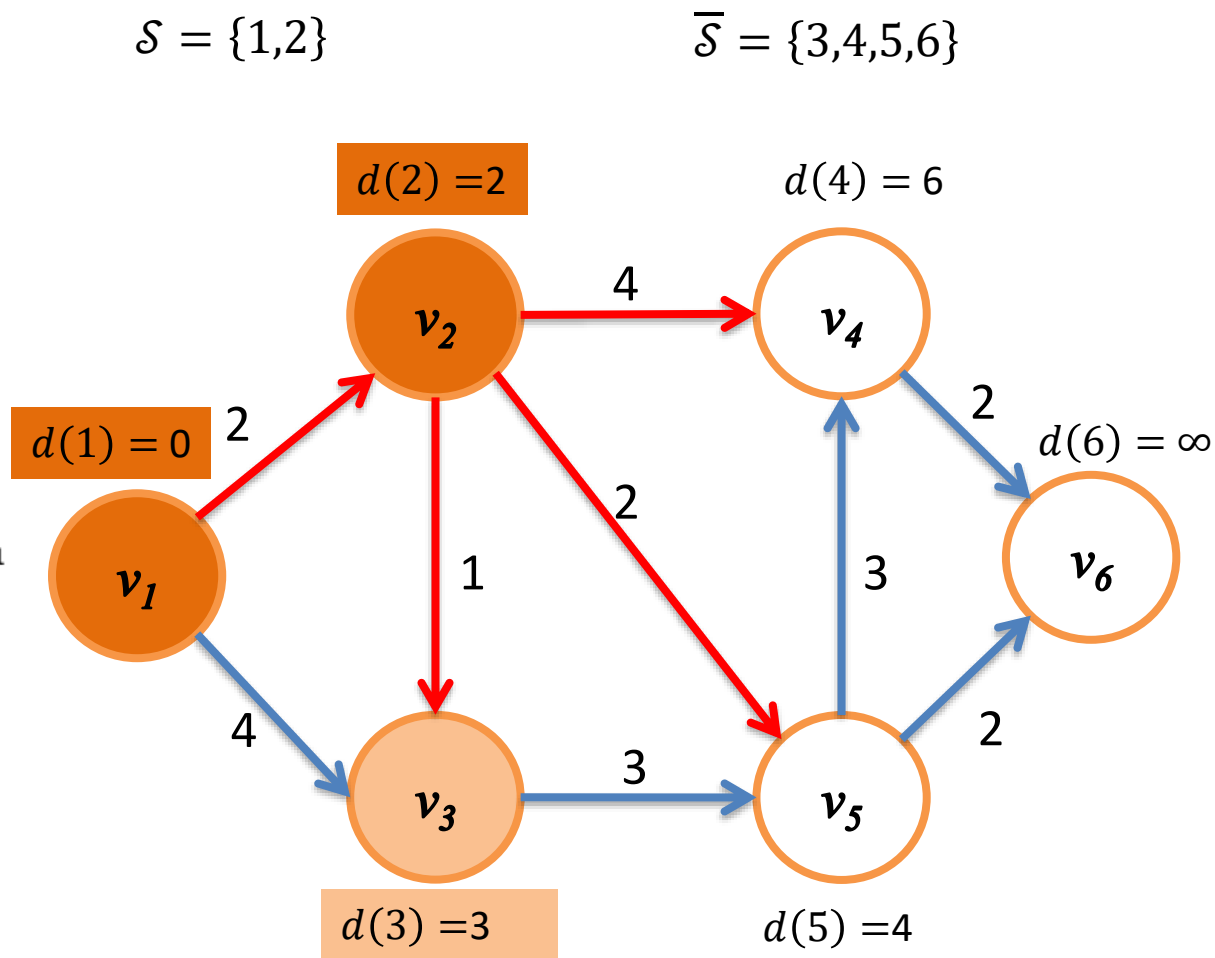 𝒮 = {1,2}
𝒮̅ = {3,4,5,6}
d(2) =2
d(4) = 6
4
v2
v4
2
2
d(1) = 0
d(6) = ∞
2
1
3
v1
v6
4
3
2
v3
v5
d(3) =3
d(5) =4